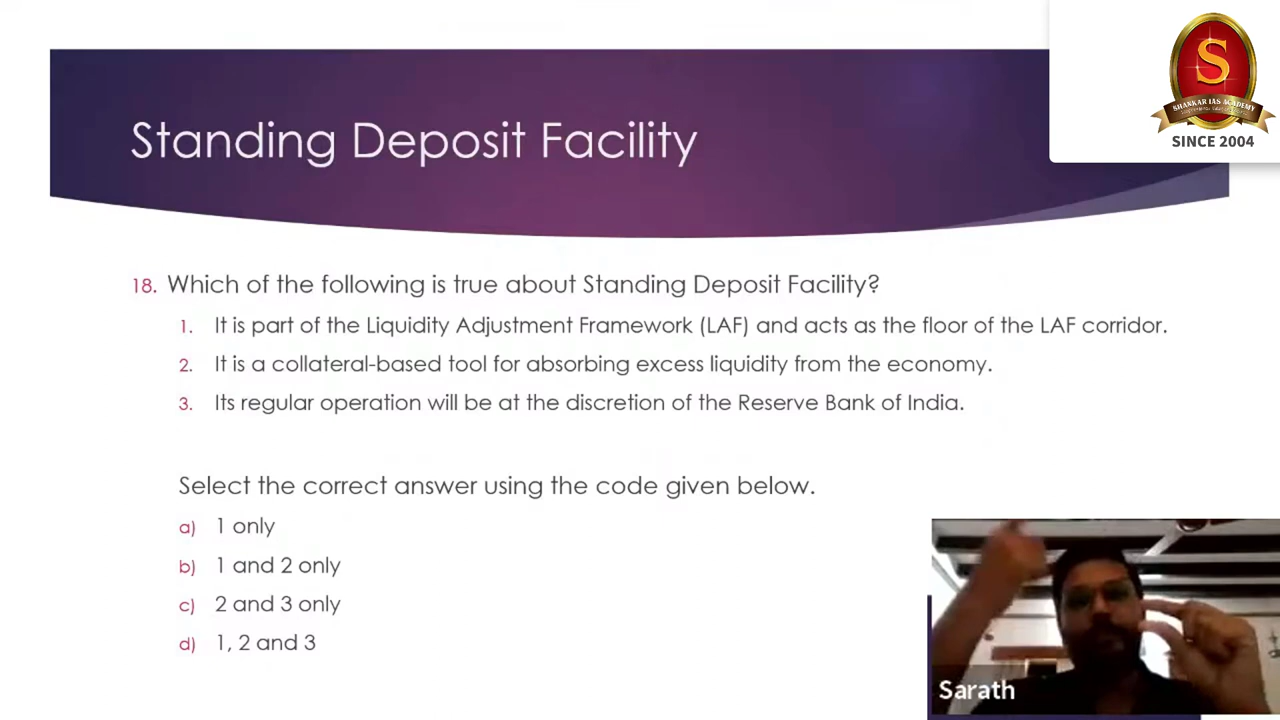 S
SHANKAR IAS ACADEMY
SINCE 2004
Standing Deposit Facility
18. Which of the following is true about Standing Deposit Facility?
1. It is part of the Liquidity Adjustment Framework (LAF) and acts as the floor of the LAF corridor.
2. It is a collateral-based tool for absorbing excess liquidity from the economy.
3. Its regular operation will be at the discretion of the Reserve Bank of India.
Select the correct answer using the code given below.
a) 1 only
b) 1 and 2 only
c) 2 and 3 only
d) 1, 2 and 3
Sarath